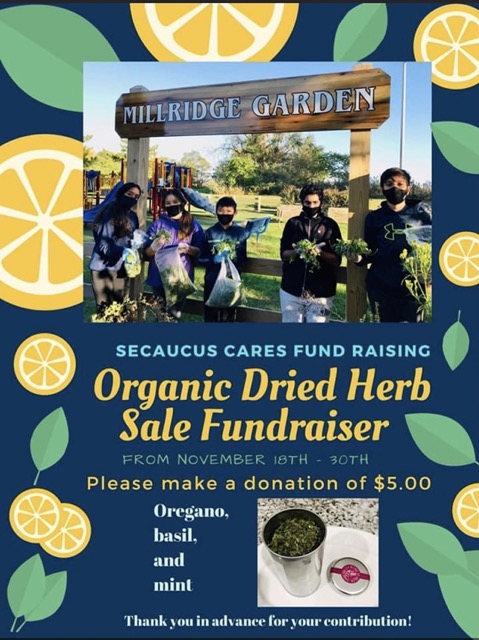 MILLRIDGE GARDEN
SECAUCUS CARES FUND RAISING
Organic Dried Herb
Sale Fundraiser
FROM NOVEMBER 18TH - 30TH
Please make a donation of $5.00
Oregano,
basil,
and
mint
Thank you in advance for your contribution!